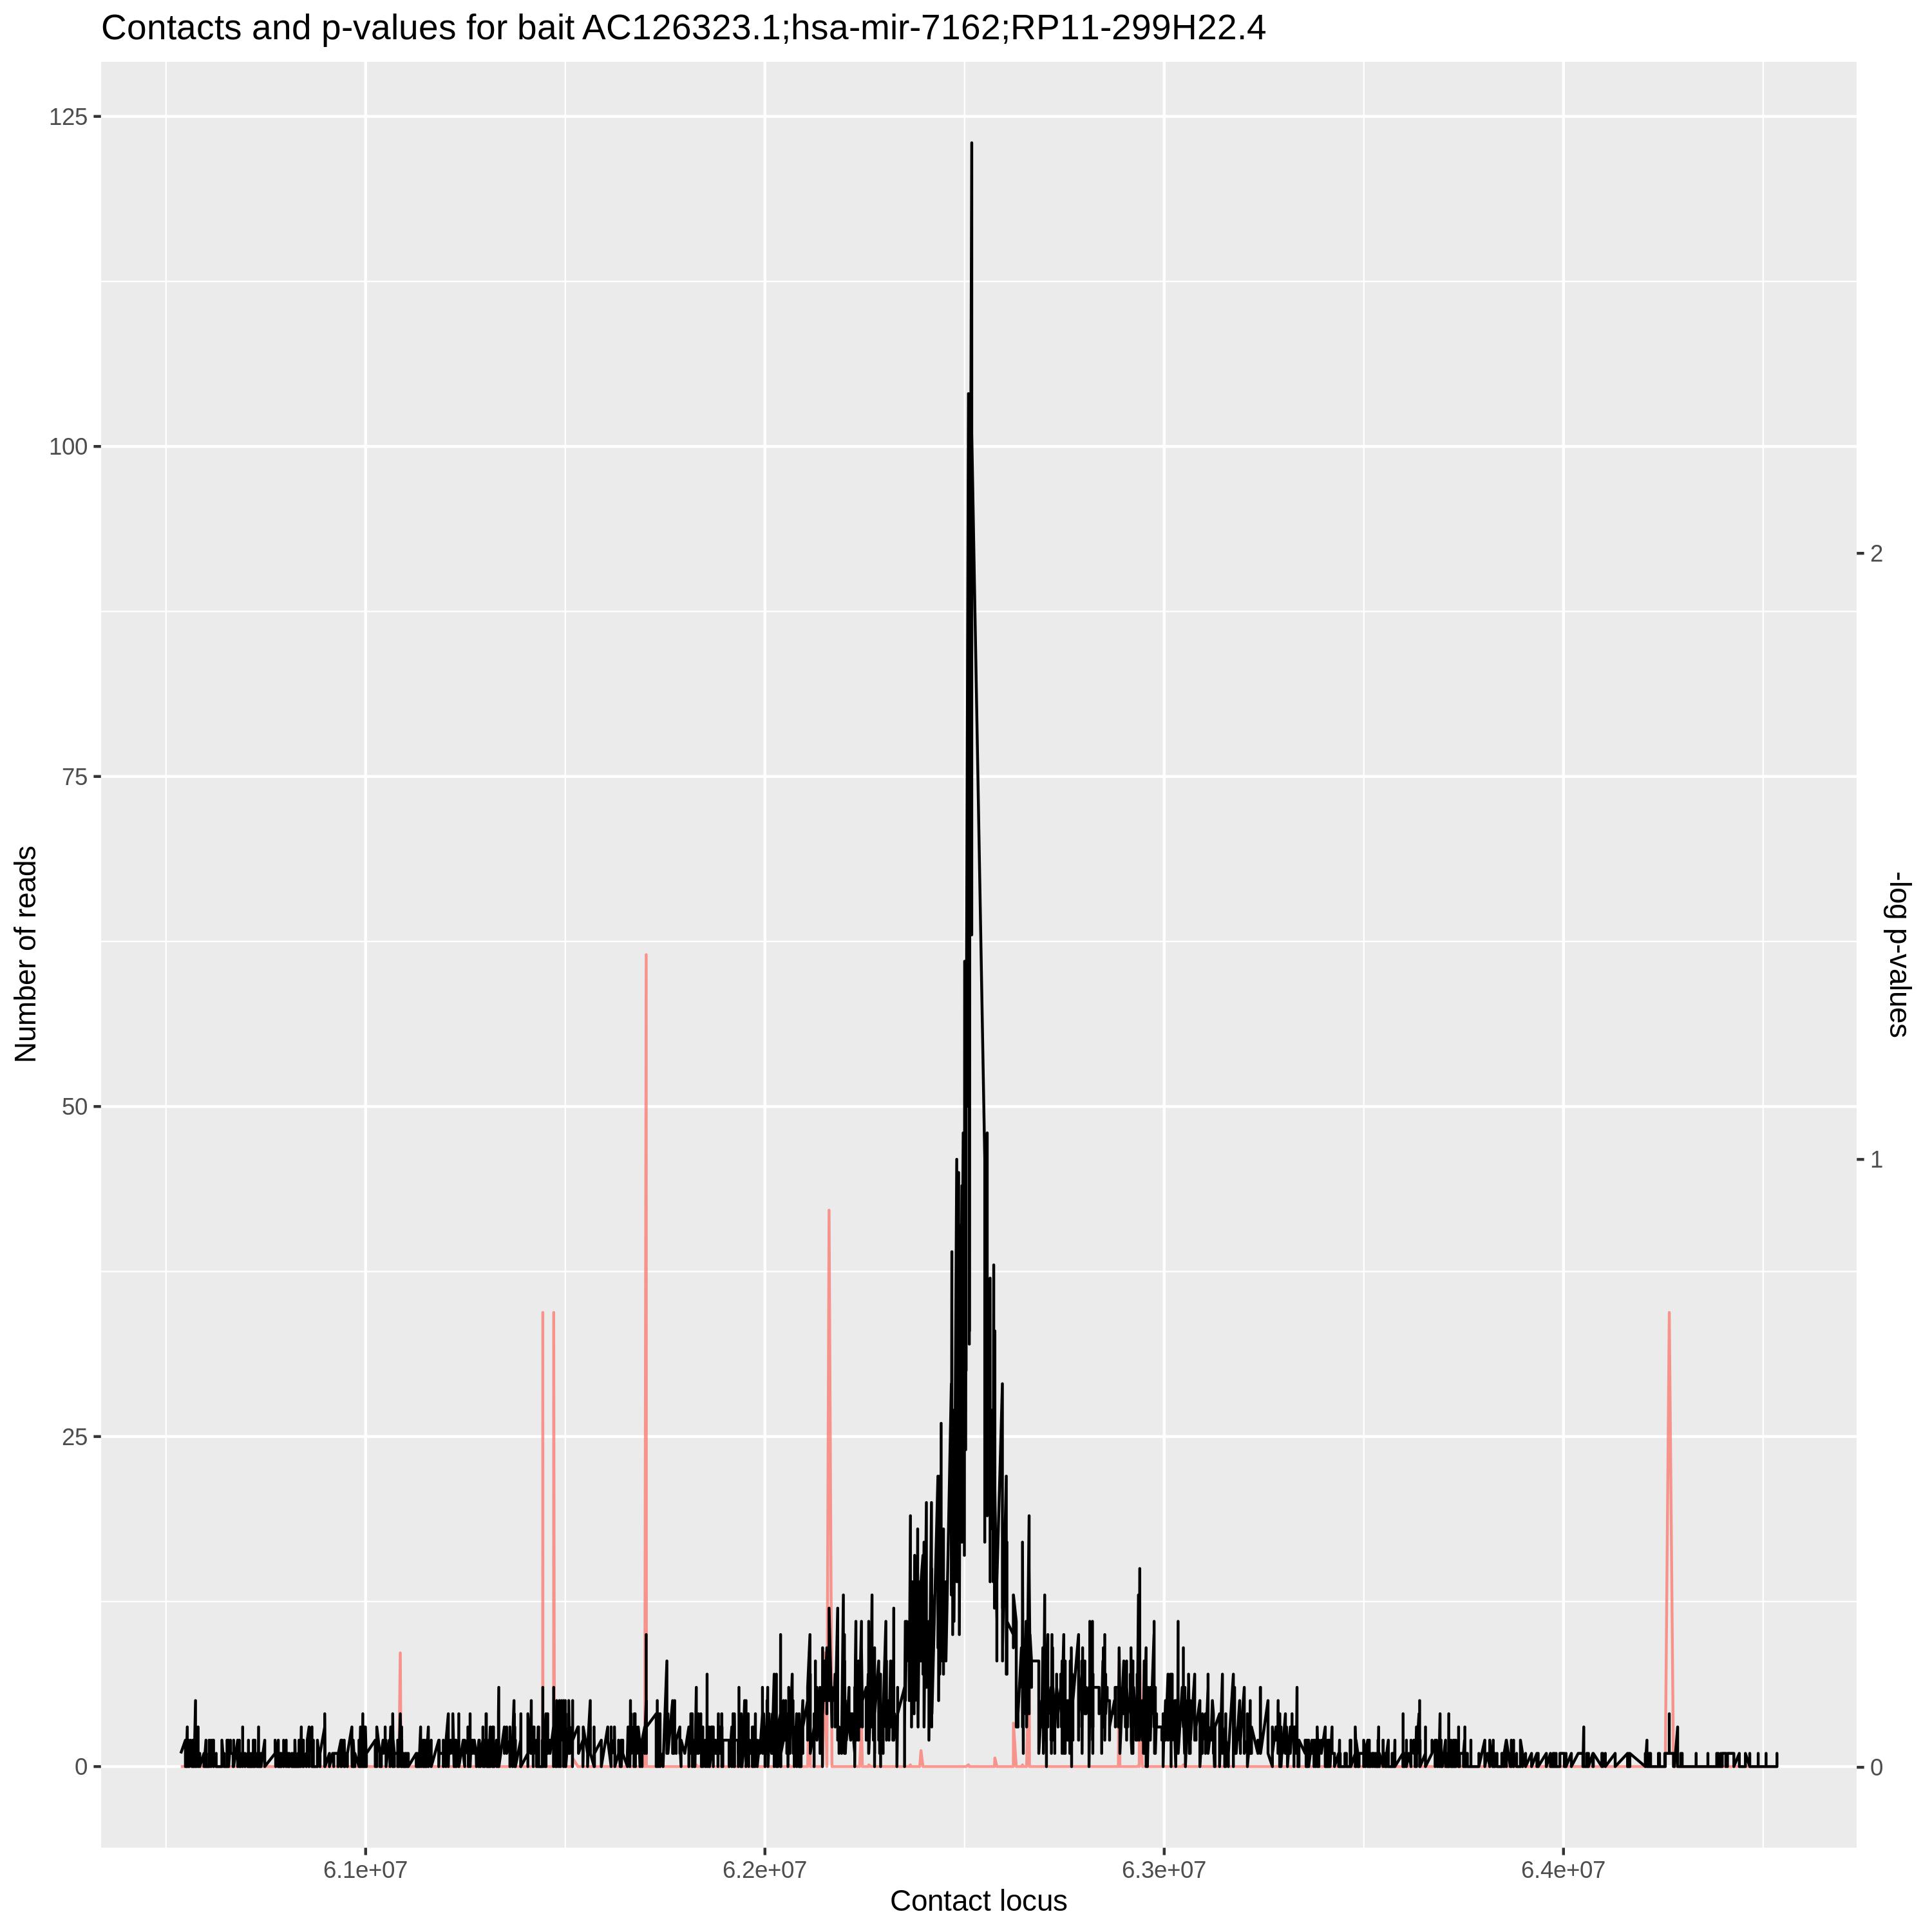 Contacts and p-values for bait AC126323.1;hsa-mir-7162;RP11-299H22.4
125
100
75
50
25
0
Number of reads
2
1
0
-log p-values
6.1e+07
6.2e+07
6.3e+07
6.4e+07
Contact locus